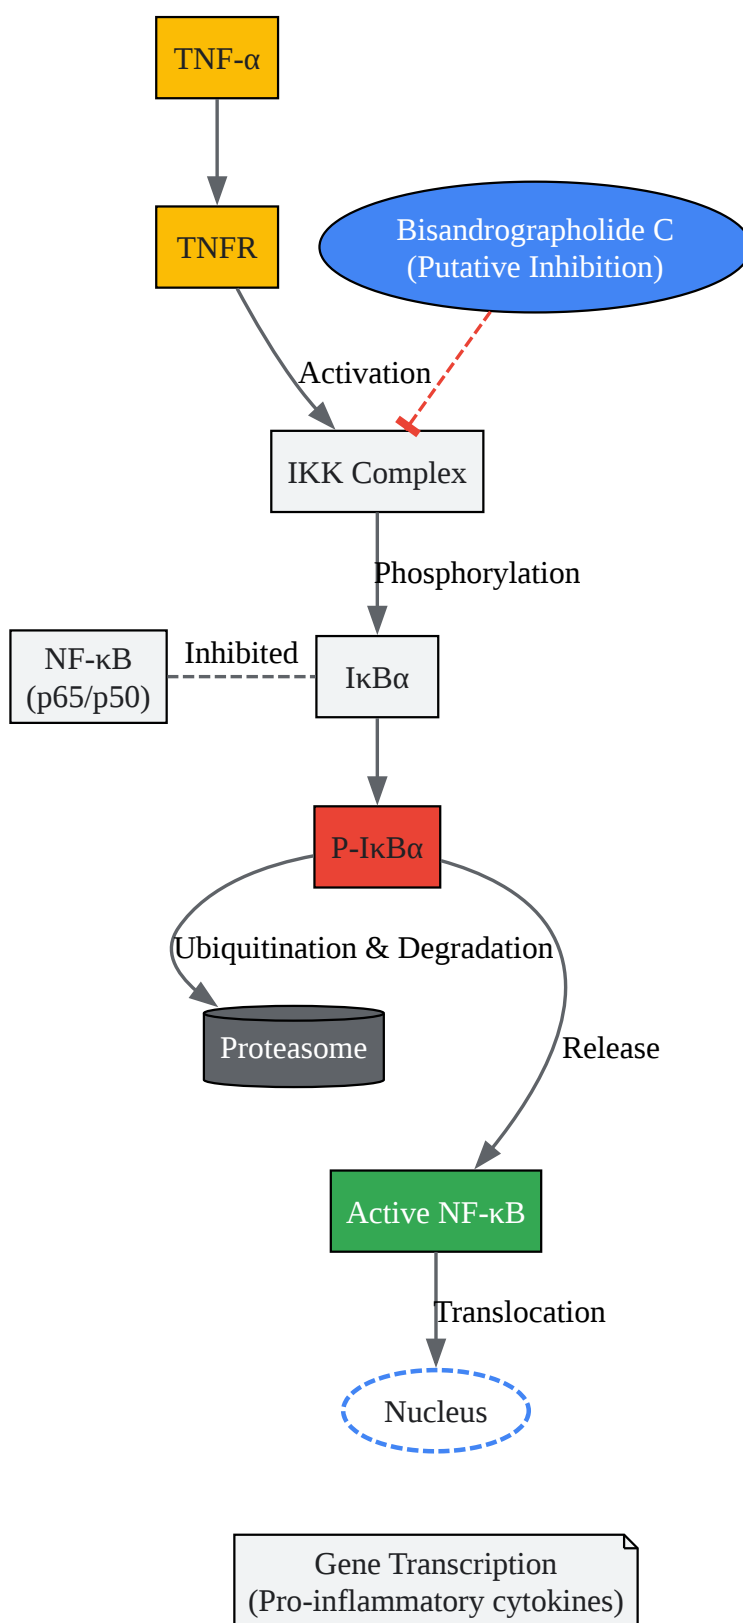 TNF-α
TNFR
Bisandrographolide C
(Putative Inhibition)
Activation
IKK Complex
Phosphorylation
NF-κB
(p65/p50)
Inhibited
IκBα
P-IκBα
Ubiquitination & Degradation
Proteasome
Release
Active NF-κB
Translocation
Nucleus
Gene Transcription
(Pro-inflammatory cytokines)